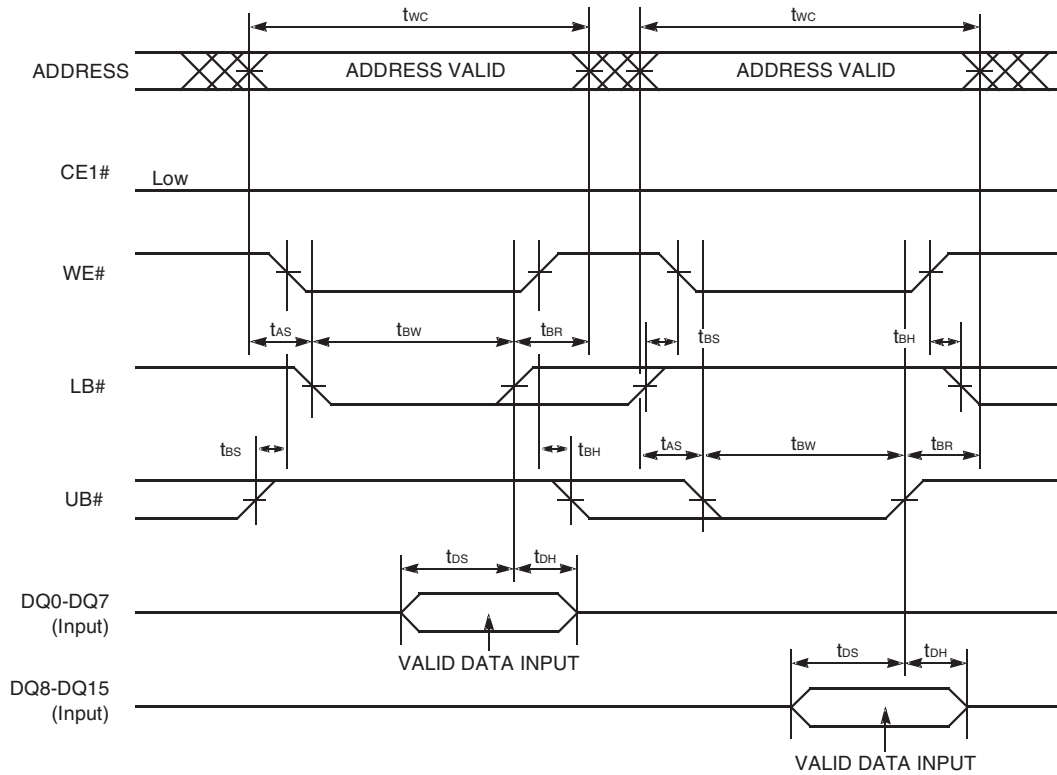 tWC tWC
ADDRESS ADDRESS VALID ADDRESS VALID
CE1# Low
WE#
tAS tBW tBR tBS tBH
LB#
tBS tBH tAS tBW tBR
UB#
tDS tDH
DQ0-DQ7
(Input)
VALID DATA INPUT
tDS tDH
DQ8-DQ15
(Input)
VALID DATA INPUT